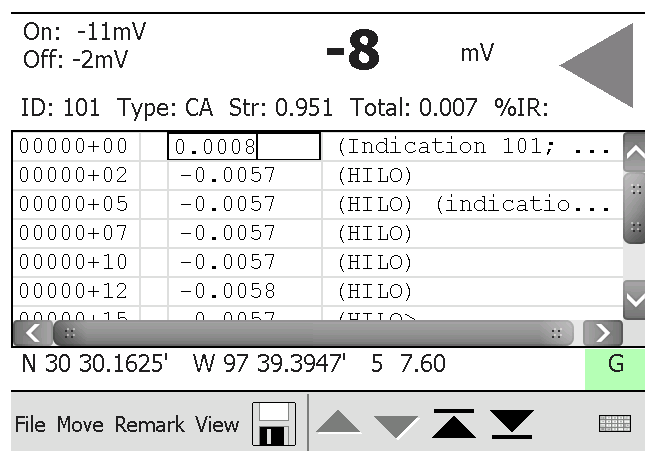 On: -11mV
Off: -2mV
-8 mV
ID: 101 Type: CA Str: 0.951 Total: 0.007 %IR:
00000+00 0.0008 (Indication 101; ...
00000+02 -0.0057 (HILO)
00000+05 -0.0057 (HILO) (indicatio...
00000+07 -0.0057 (HILO)
00000+10 -0.0057 (HILO)
00000+12 -0.0058 (HILO)
N 30 30.1625' W 97 39.3947' 5 7.60 G
File Move Remark View